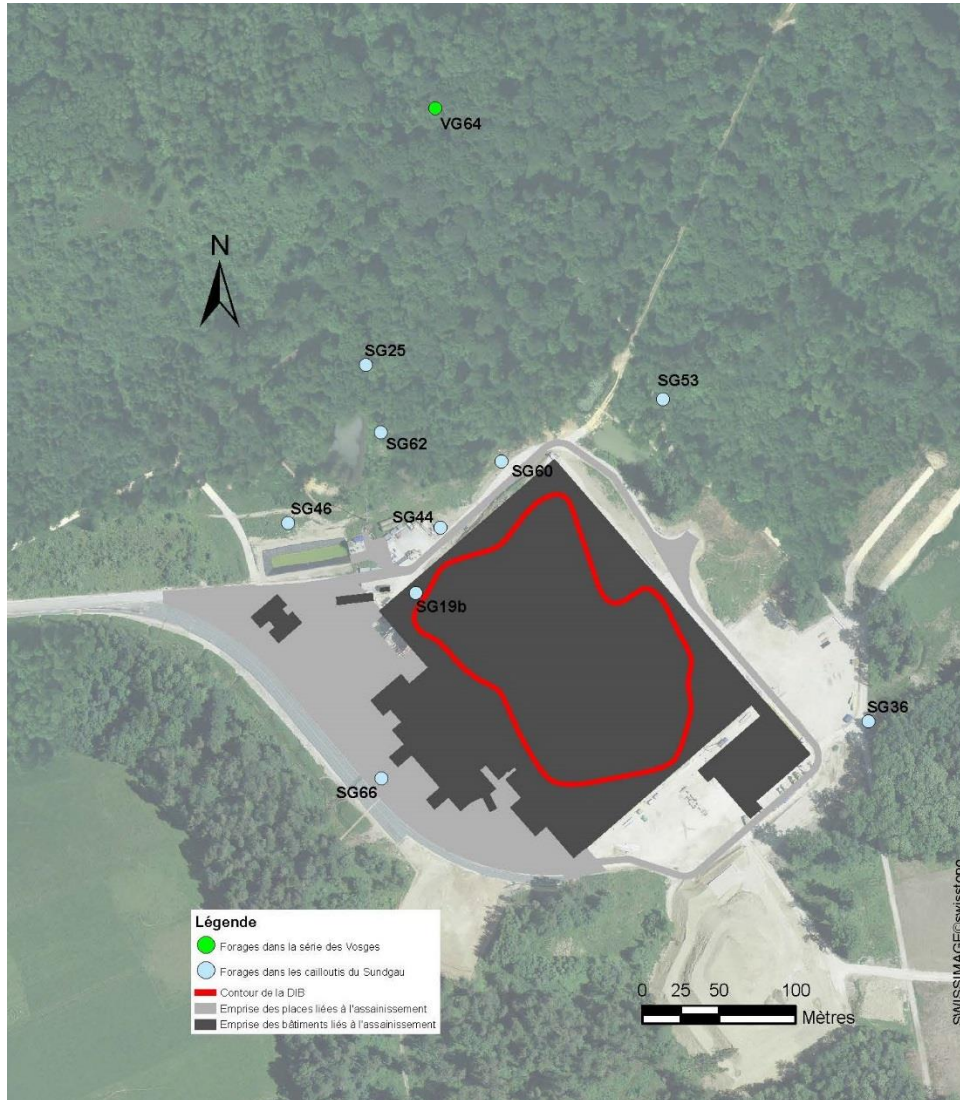 VG64
N
SG25
SG53
SG62
SG60
SG46
SG44
SG19b
SG36
SG66
Légende
Forages dans la série des Vosges
Forages dans les cailloutis du Sundgau
Contour de la DIB
Emprise des places liées à l'assainissement
Emprise des bâtiments liés à l'assainissement
0 25 50 100
Mètres
SWISSIMAGE©swisstopo